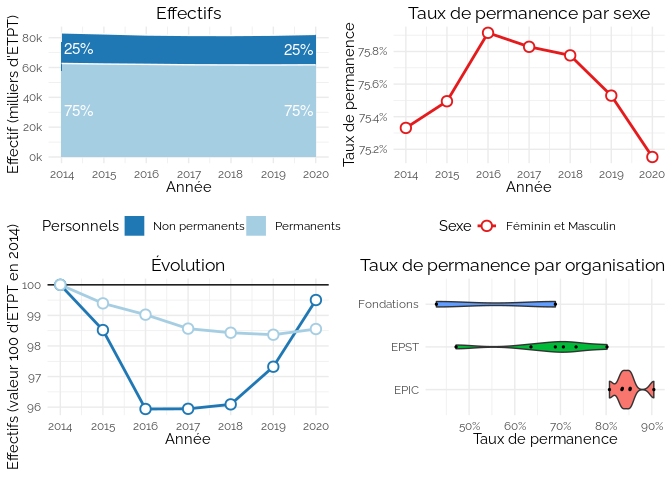 Effectifs
Effectif (milliers d'ETPT)
80k
60k
40k
20k
0k
25%
25%
75%
75%
2014 2015 2016 2017 2018 2019 2020
Année
Personnels Non permanents Permanents
Taux de permanence par sexe
Taux de permanence
75.8%
75.6%
75.4%
75.2%
2014 2015 2016 2017 2018 2019 2020
Année
Sexe Féminin et Masculin
Évolution
Effectifs (valeur 100 d'ETPT en 2014)
100
99
98
97
96
2014 2015 2016 2017 2018 2019 2020
Année
Taux de permanence par organisation
Fondations
EPST
EPIC
50% 60% 70% 80% 90%
Taux de permanence